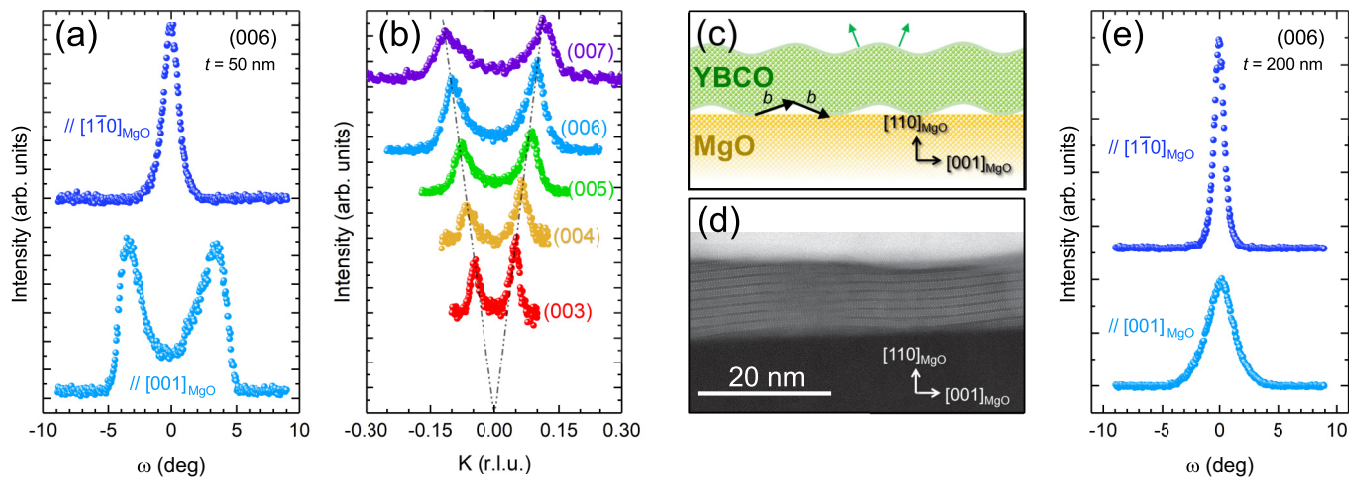 (a)
(006)
t = 50 nm
// [11̅0]MgO
// [001]MgO
Intensity (arb. units)
-10 -5 0 5 10
ω (deg)
(b)
(007)
(006)
(005)
(004)
(003)
Intensity (arb. units)
-0.30 -0.15 0.00 0.15 0.30
K (r.l.u.)
(c)
YBCO
b b
MgO
[110]MgO
[001]MgO
(d)
20 nm
[110]MgO
[001]MgO
(e)
(006)
t = 200 nm
// [11̅0]MgO
// [001]MgO
Intensity (arb. units)
-10 -5 0 5 10
ω (deg)